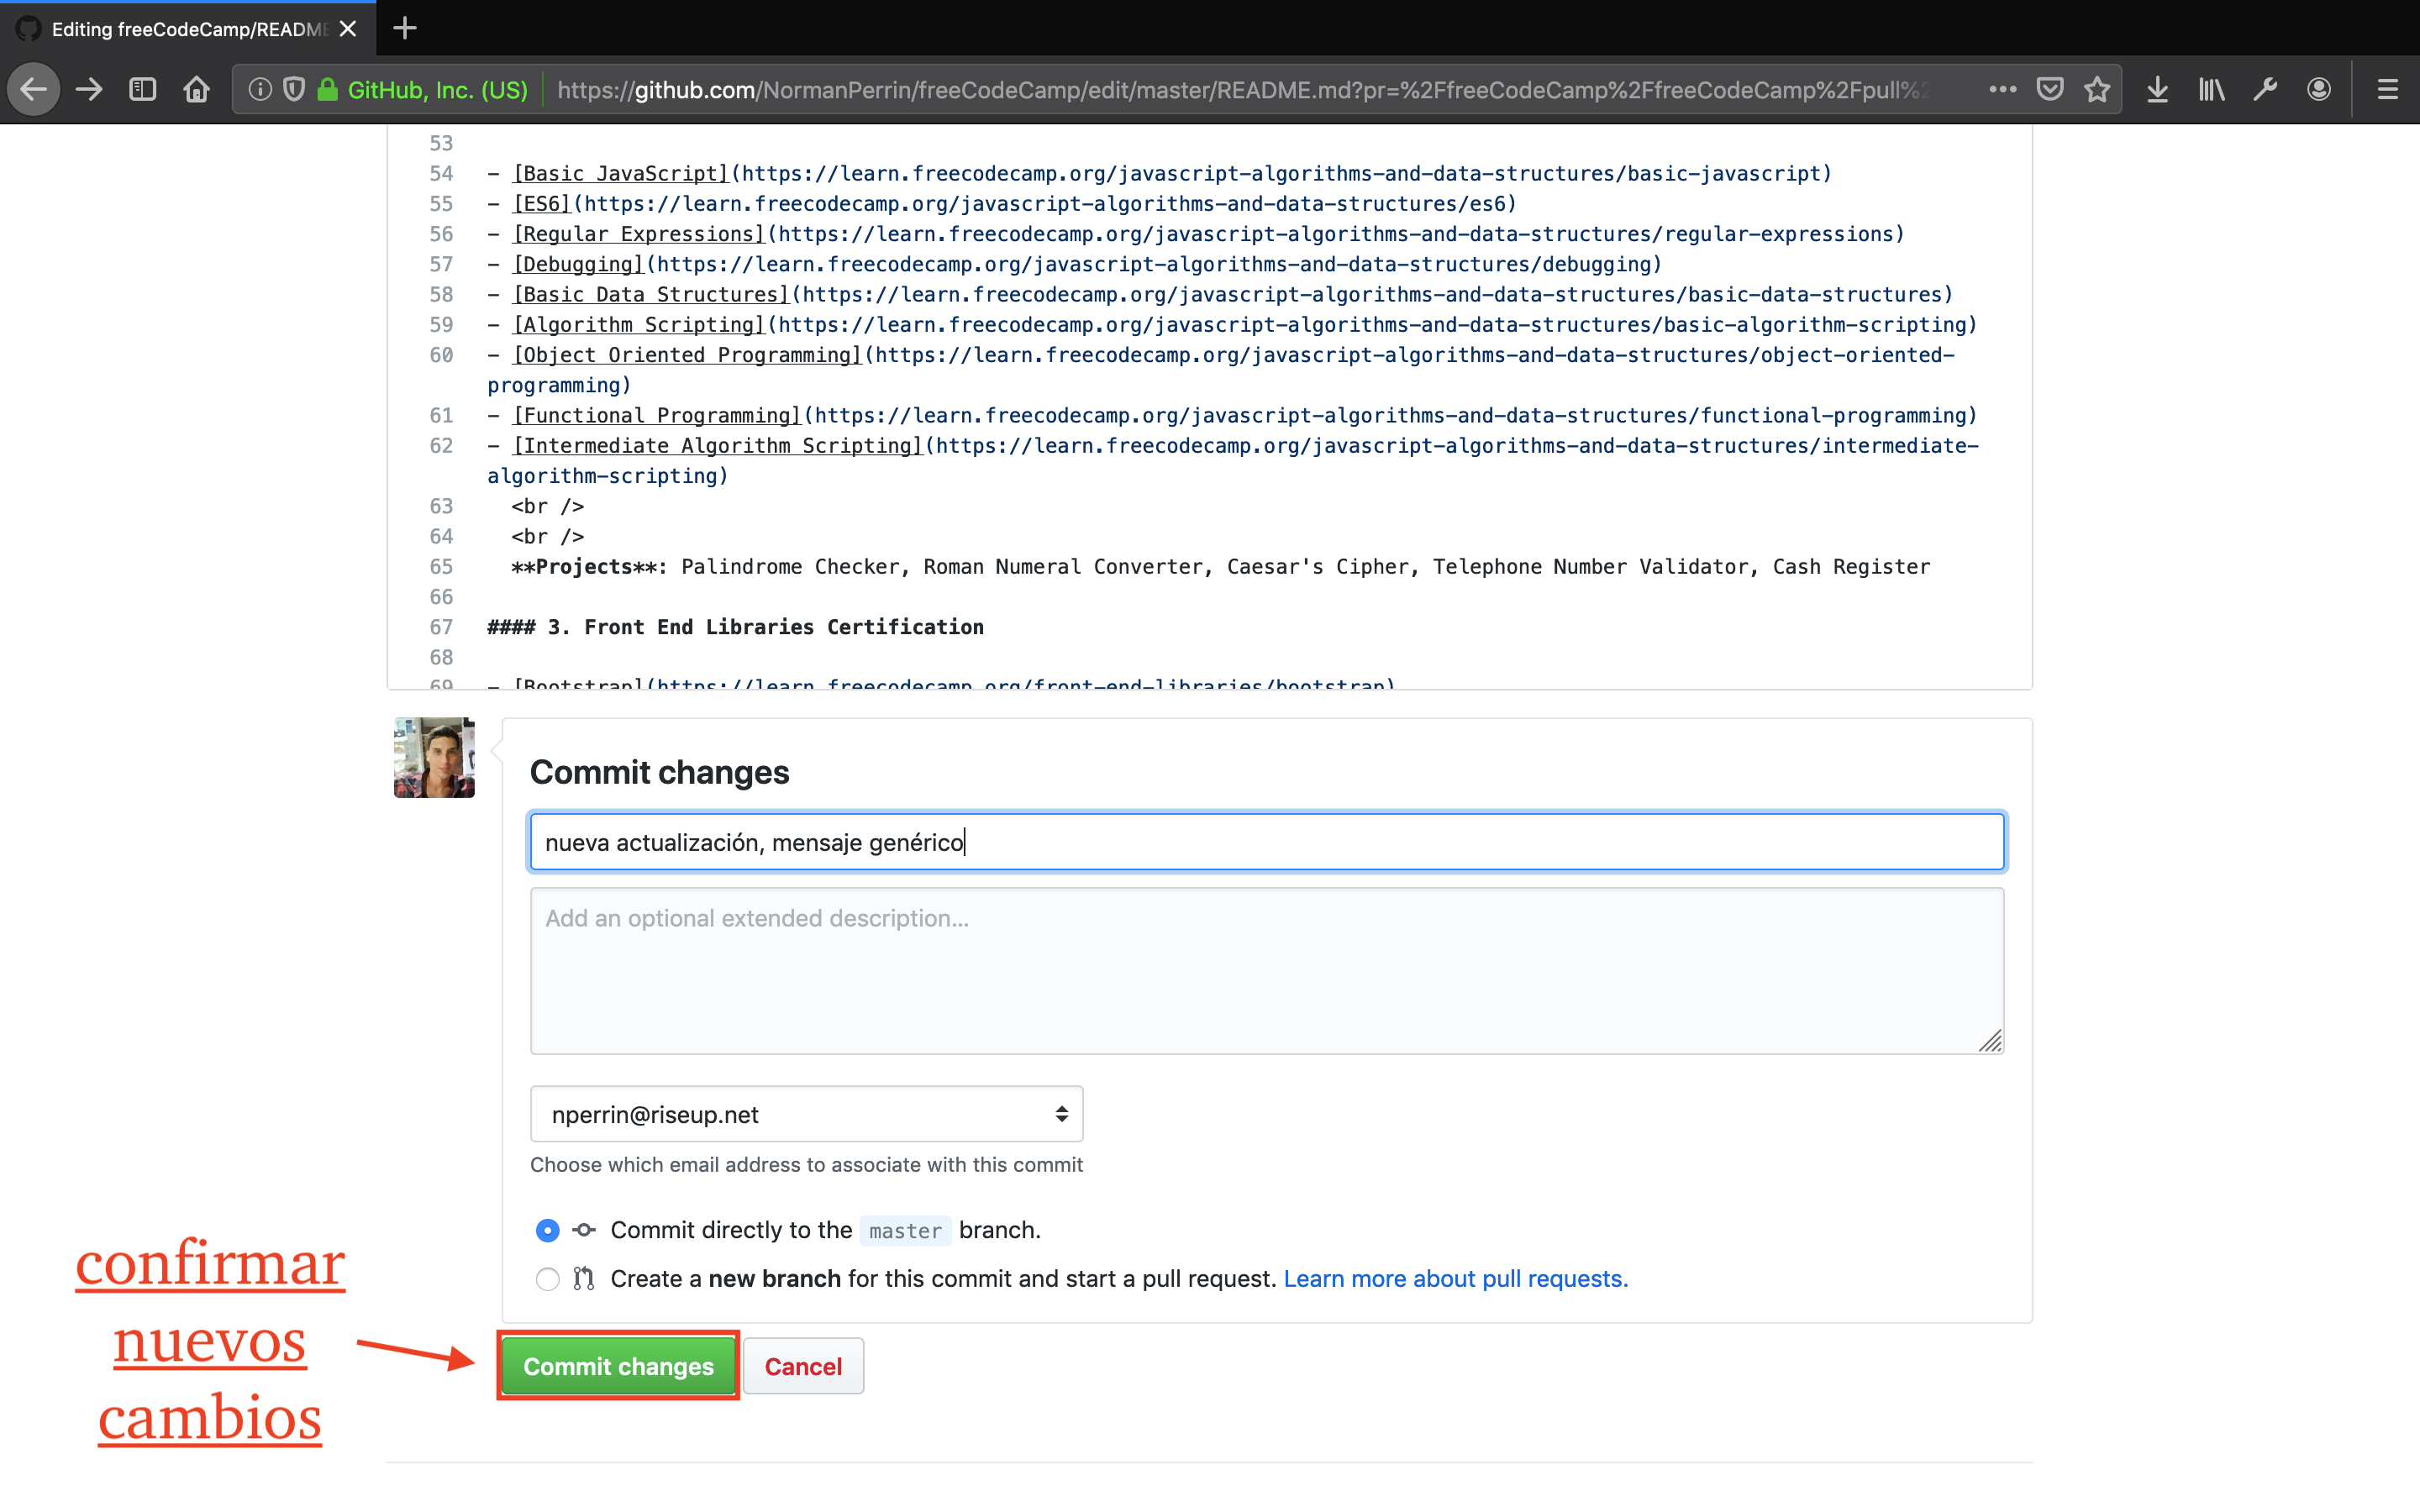 Editing freeCodeCamp/README
GitHub, Inc. (US) https://github.com/NormanPerrin/freeCodeCamp/edit/master/README.md?pr=%2FfreeCodeCamp%2FfreeCodeCamp%2Fpull%2
53
54 - [Basic JavaScript](https://learn.freecodecamp.org/javascript-algorithms-and-data-structures/basic-javascript)
55 - [ES6](https://learn.freecodecamp.org/javascript-algorithms-and-data-structures/es6)
56 - [Regular Expressions](https://learn.freecodecamp.org/javascript-algorithms-and-data-structures/regular-expressions)
57 - [Debugging](https://learn.freecodecamp.org/javascript-algorithms-and-data-structures/debugging)
58 - [Basic Data Structures](https://learn.freecodecamp.org/javascript-algorithms-and-data-structures/basic-data-structures)
59 - [Algorithm Scripting](https://learn.freecodecamp.org/javascript-algorithms-and-data-structures/basic-algorithm-scripting)
60 - [Object Oriented Programming](https://learn.freecodecamp.org/javascript-algorithms-and-data-structures/object-oriented-
programming)
61 - [Functional Programming](https://learn.freecodecamp.org/javascript-algorithms-and-data-structures/functional-programming)
62 - [Intermediate Algorithm Scripting](https://learn.freecodecamp.org/javascript-algorithms-and-data-structures/intermediate-
algorithm-scripting)
63 <br />
64 <br />
65 **Projects**: Palindrome Checker, Roman Numeral Converter, Caesar's Cipher, Telephone Number Validator, Cash Register
66
67 #### 3. Front End Libraries Certification
68
69 - [Bootstrap](https://learn.freecodecamp.org/front-end-libraries/bootstrap)
Commit changes
nueva actualización, mensaje genérico
Add an optional extended description...
nperrin@riseup.net
Choose which email address to associate with this commit
Commit directly to the master branch.
Create a new branch for this commit and start a pull request. Learn more about pull requests.
confirmar
nuevos
cambios
Commit changes Cancel